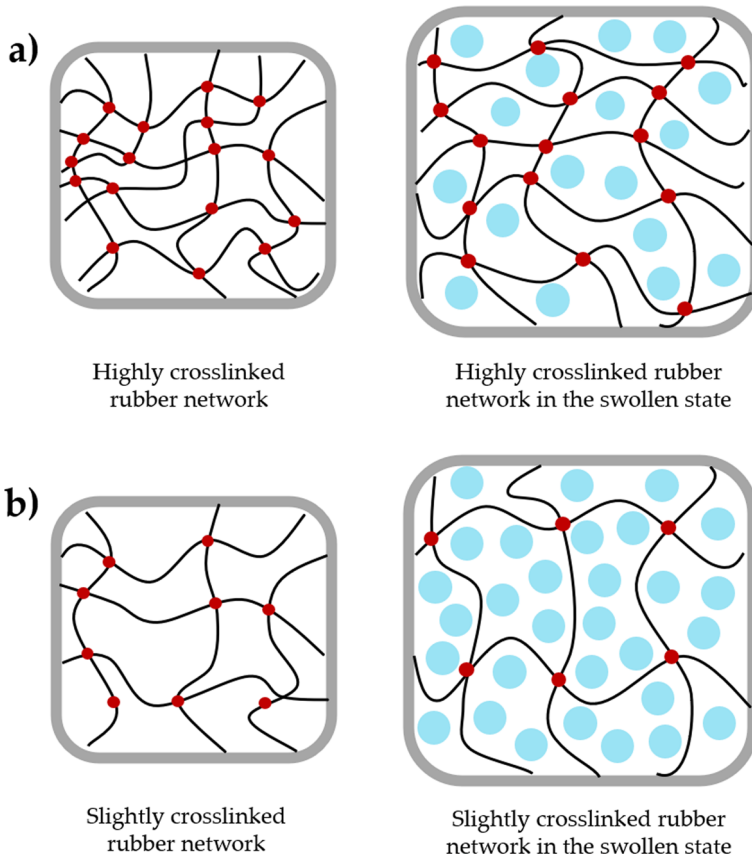 a)
Highly crosslinked
rubber network
Highly crosslinked rubber
network in the swollen state
b)
Slightly crosslinked
rubber network
Slightly crosslinked rubber
network in the swollen state